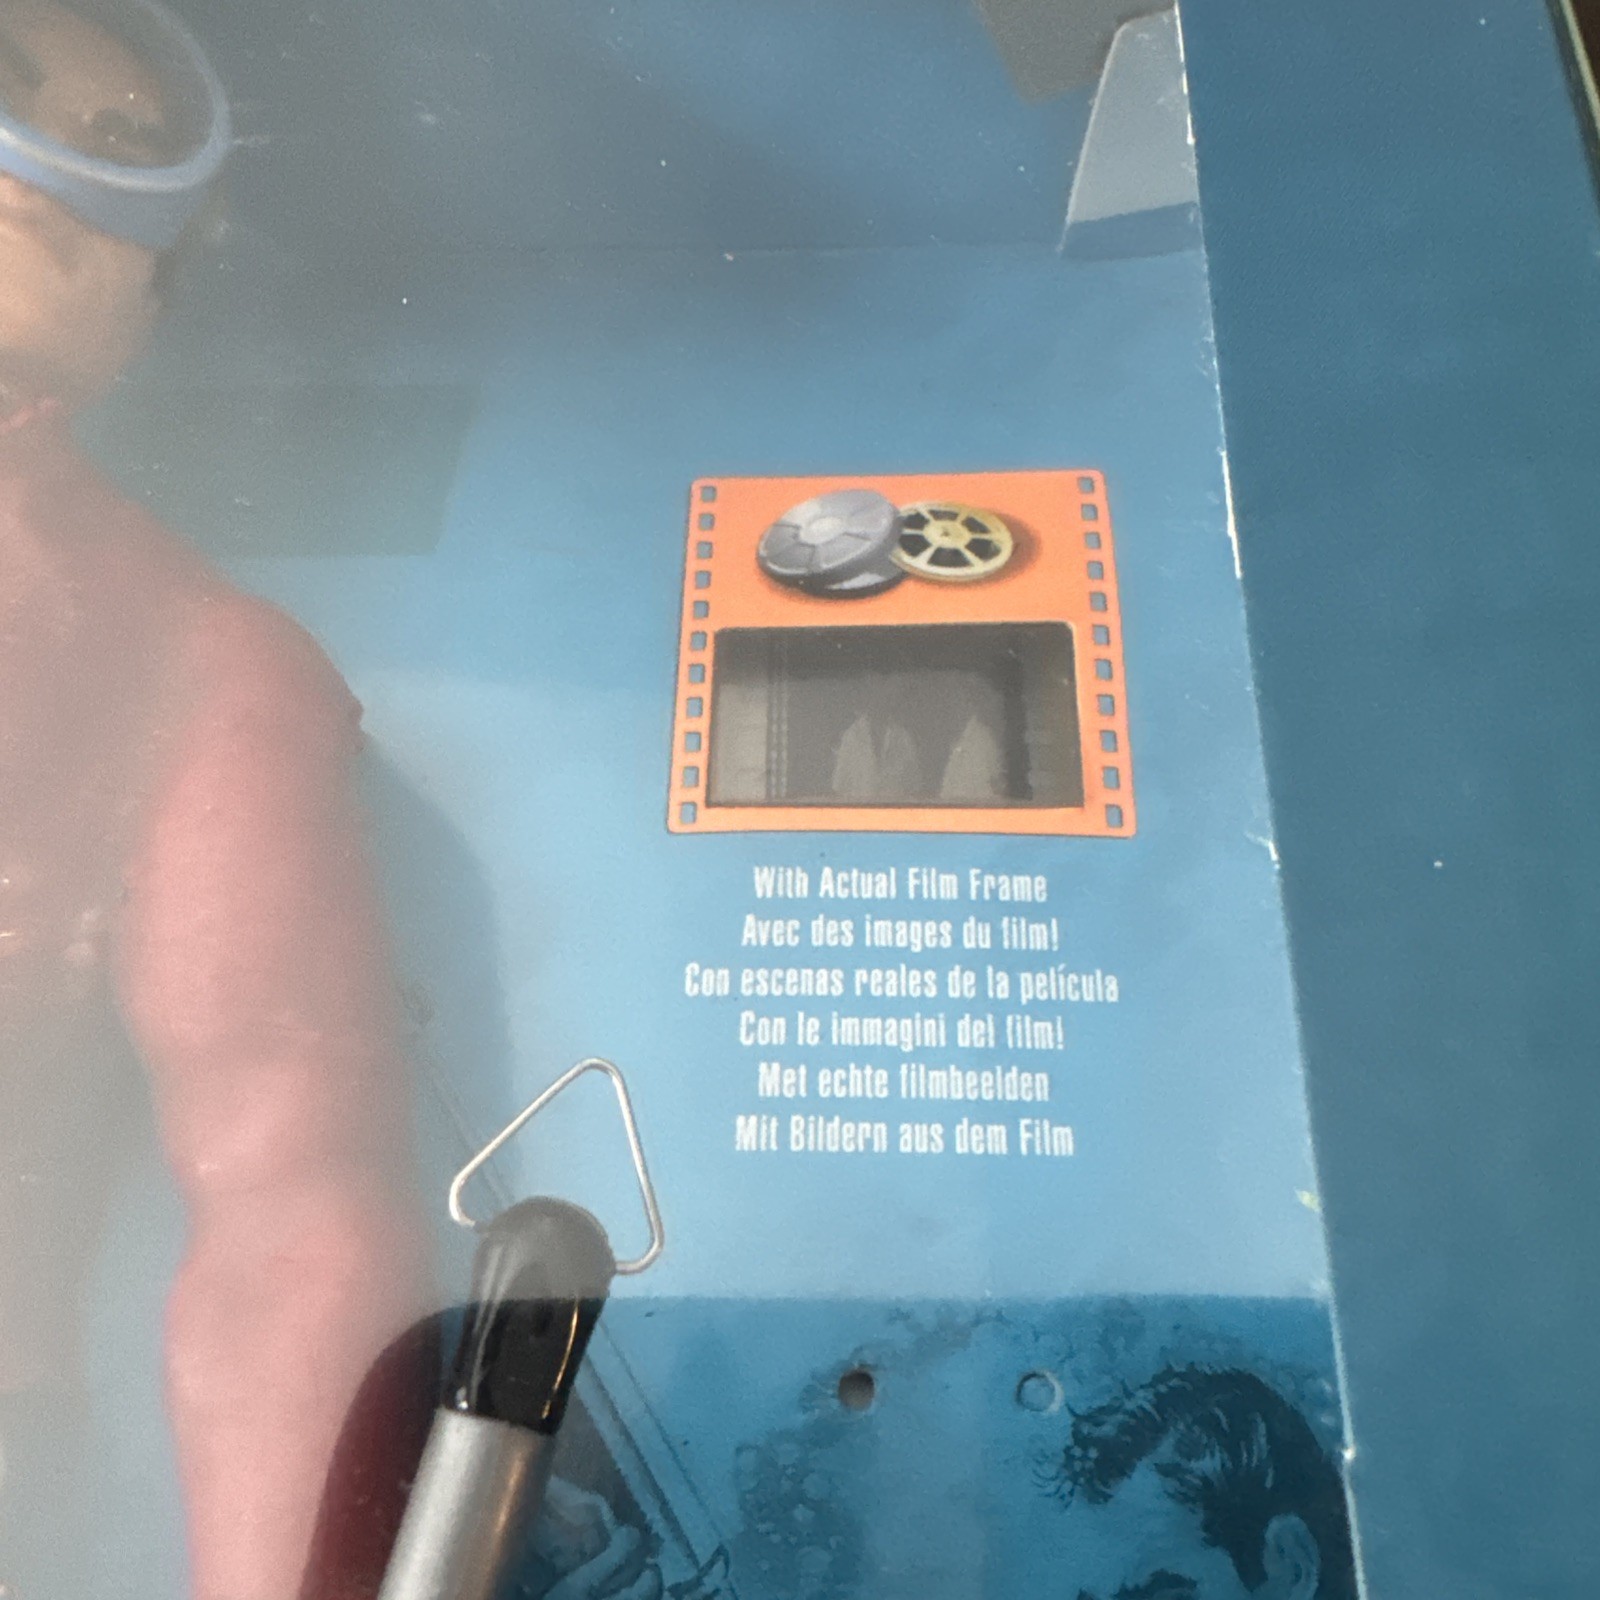 With Actual Film Frame
Avec des images du film!
Con escenas reales de la película
Con le immagini del film!
Met echte filmbeelden
Mit Bildern aus dem Film